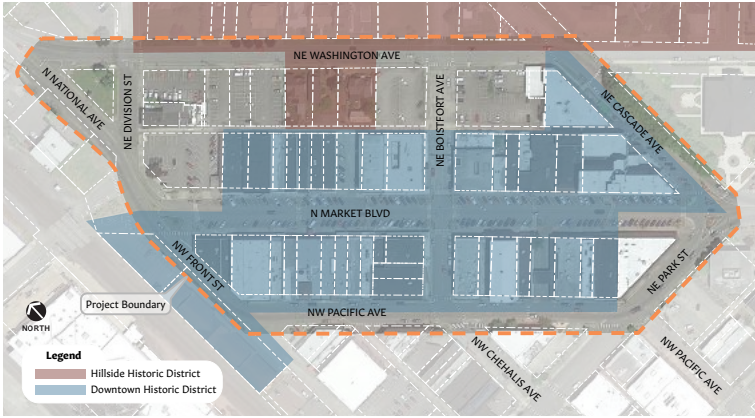 NE WASHINGTON AVE
N NATIONAL AVE
NE DIVISION ST
NE BOISTFORT AVE
NE CASCADE AVE
N MARKET BLVD
NW FRONT ST
NE PARK ST
Project Boundary
NW PACIFIC AVE
NORTH
NW CHEHALIS AVE
NW PACIFIC AVE
Legend
Hillside Historic District
Downtown Historic District